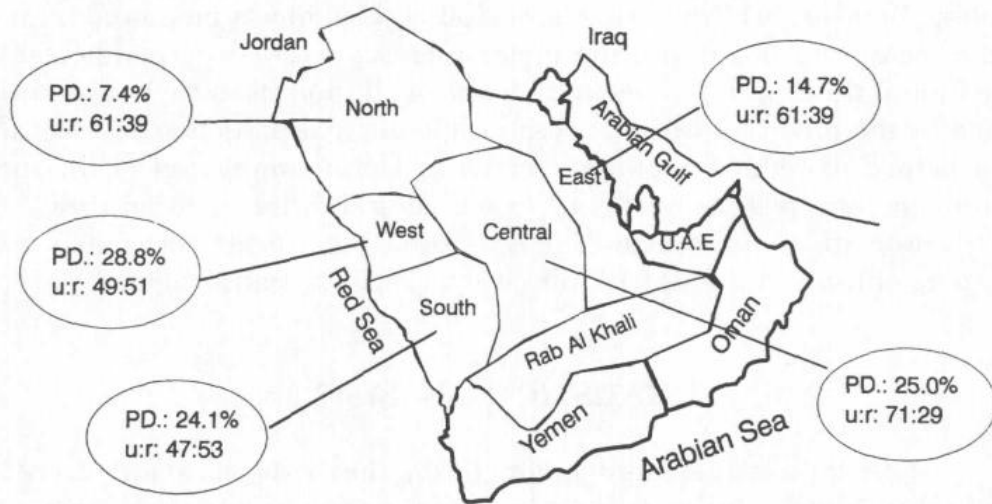 Jordan
Iraq
PD.: 7.4%
u:r: 61:39
North
PD.: 14.7%
u:r: 61:39
Arabian Gulf
East
West
Central
U.A.E
PD.: 28.8%
u:r: 49:51
Red Sea
South
Rab Al Khali
Oman
PD.: 24.1%
u:r: 47:53
Yemen
Arabian Sea
PD.: 25.0%
u:r: 71:29